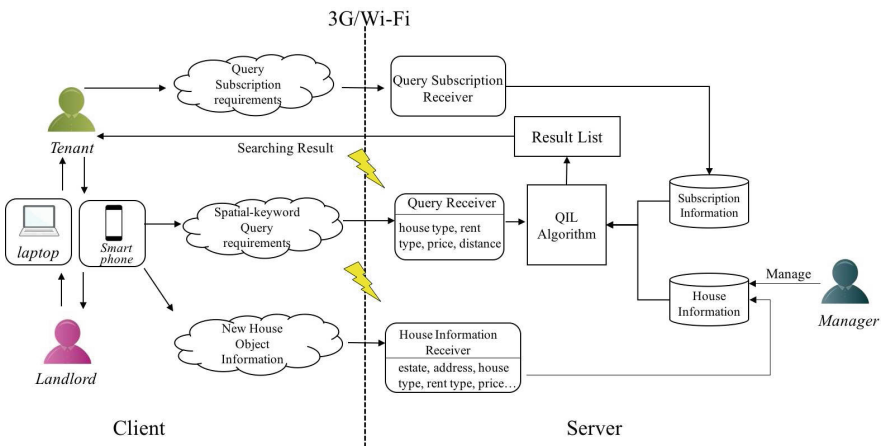 3G/Wi-Fi
Query
Subscription
requirements
Query Subscription
Receiver
Tenant
Searching Result
Result List
laptop
Smart
phone
Spatial-keyword
Query
requirements
Query Receiver
house type, rent
type, price, distance
QIL
Algorithm
Subscription
Information
House
Information
Manage
Manager
Landlord
New House
Object
Information
House Information
Receiver
estate, address, house
type, rent type, price…
Client
Server